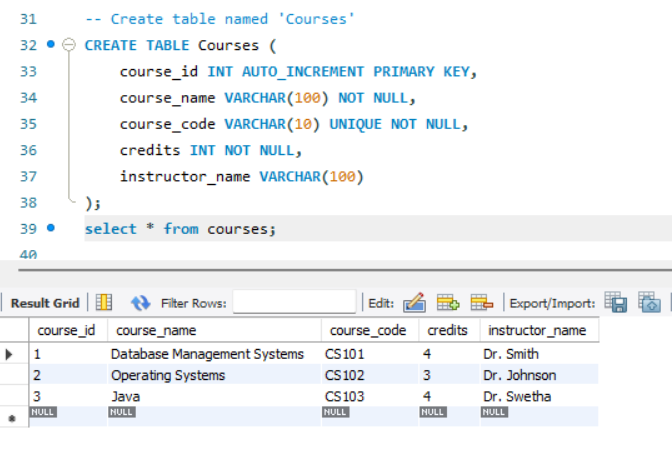 31 -- Create table named 'Courses'
32 CREATE TABLE Courses (
33 course_id INT AUTO_INCREMENT PRIMARY KEY,
34 course_name VARCHAR(100) NOT NULL,
35 course_code VARCHAR(10) UNIQUE NOT NULL,
36 credits INT NOT NULL,
37 instructor_name VARCHAR(100)
38 );
39 select * from courses;
40
Result Grid Filter Rows: Edit: Export/Import:
course_id course_name course_code credits instructor_name
1 Database Management Systems CS101 4 Dr. Smith
2 Operating Systems CS102 3 Dr. Johnson
3 Java CS103 4 Dr. Swetha
NULL NULL NULL NULL NULL